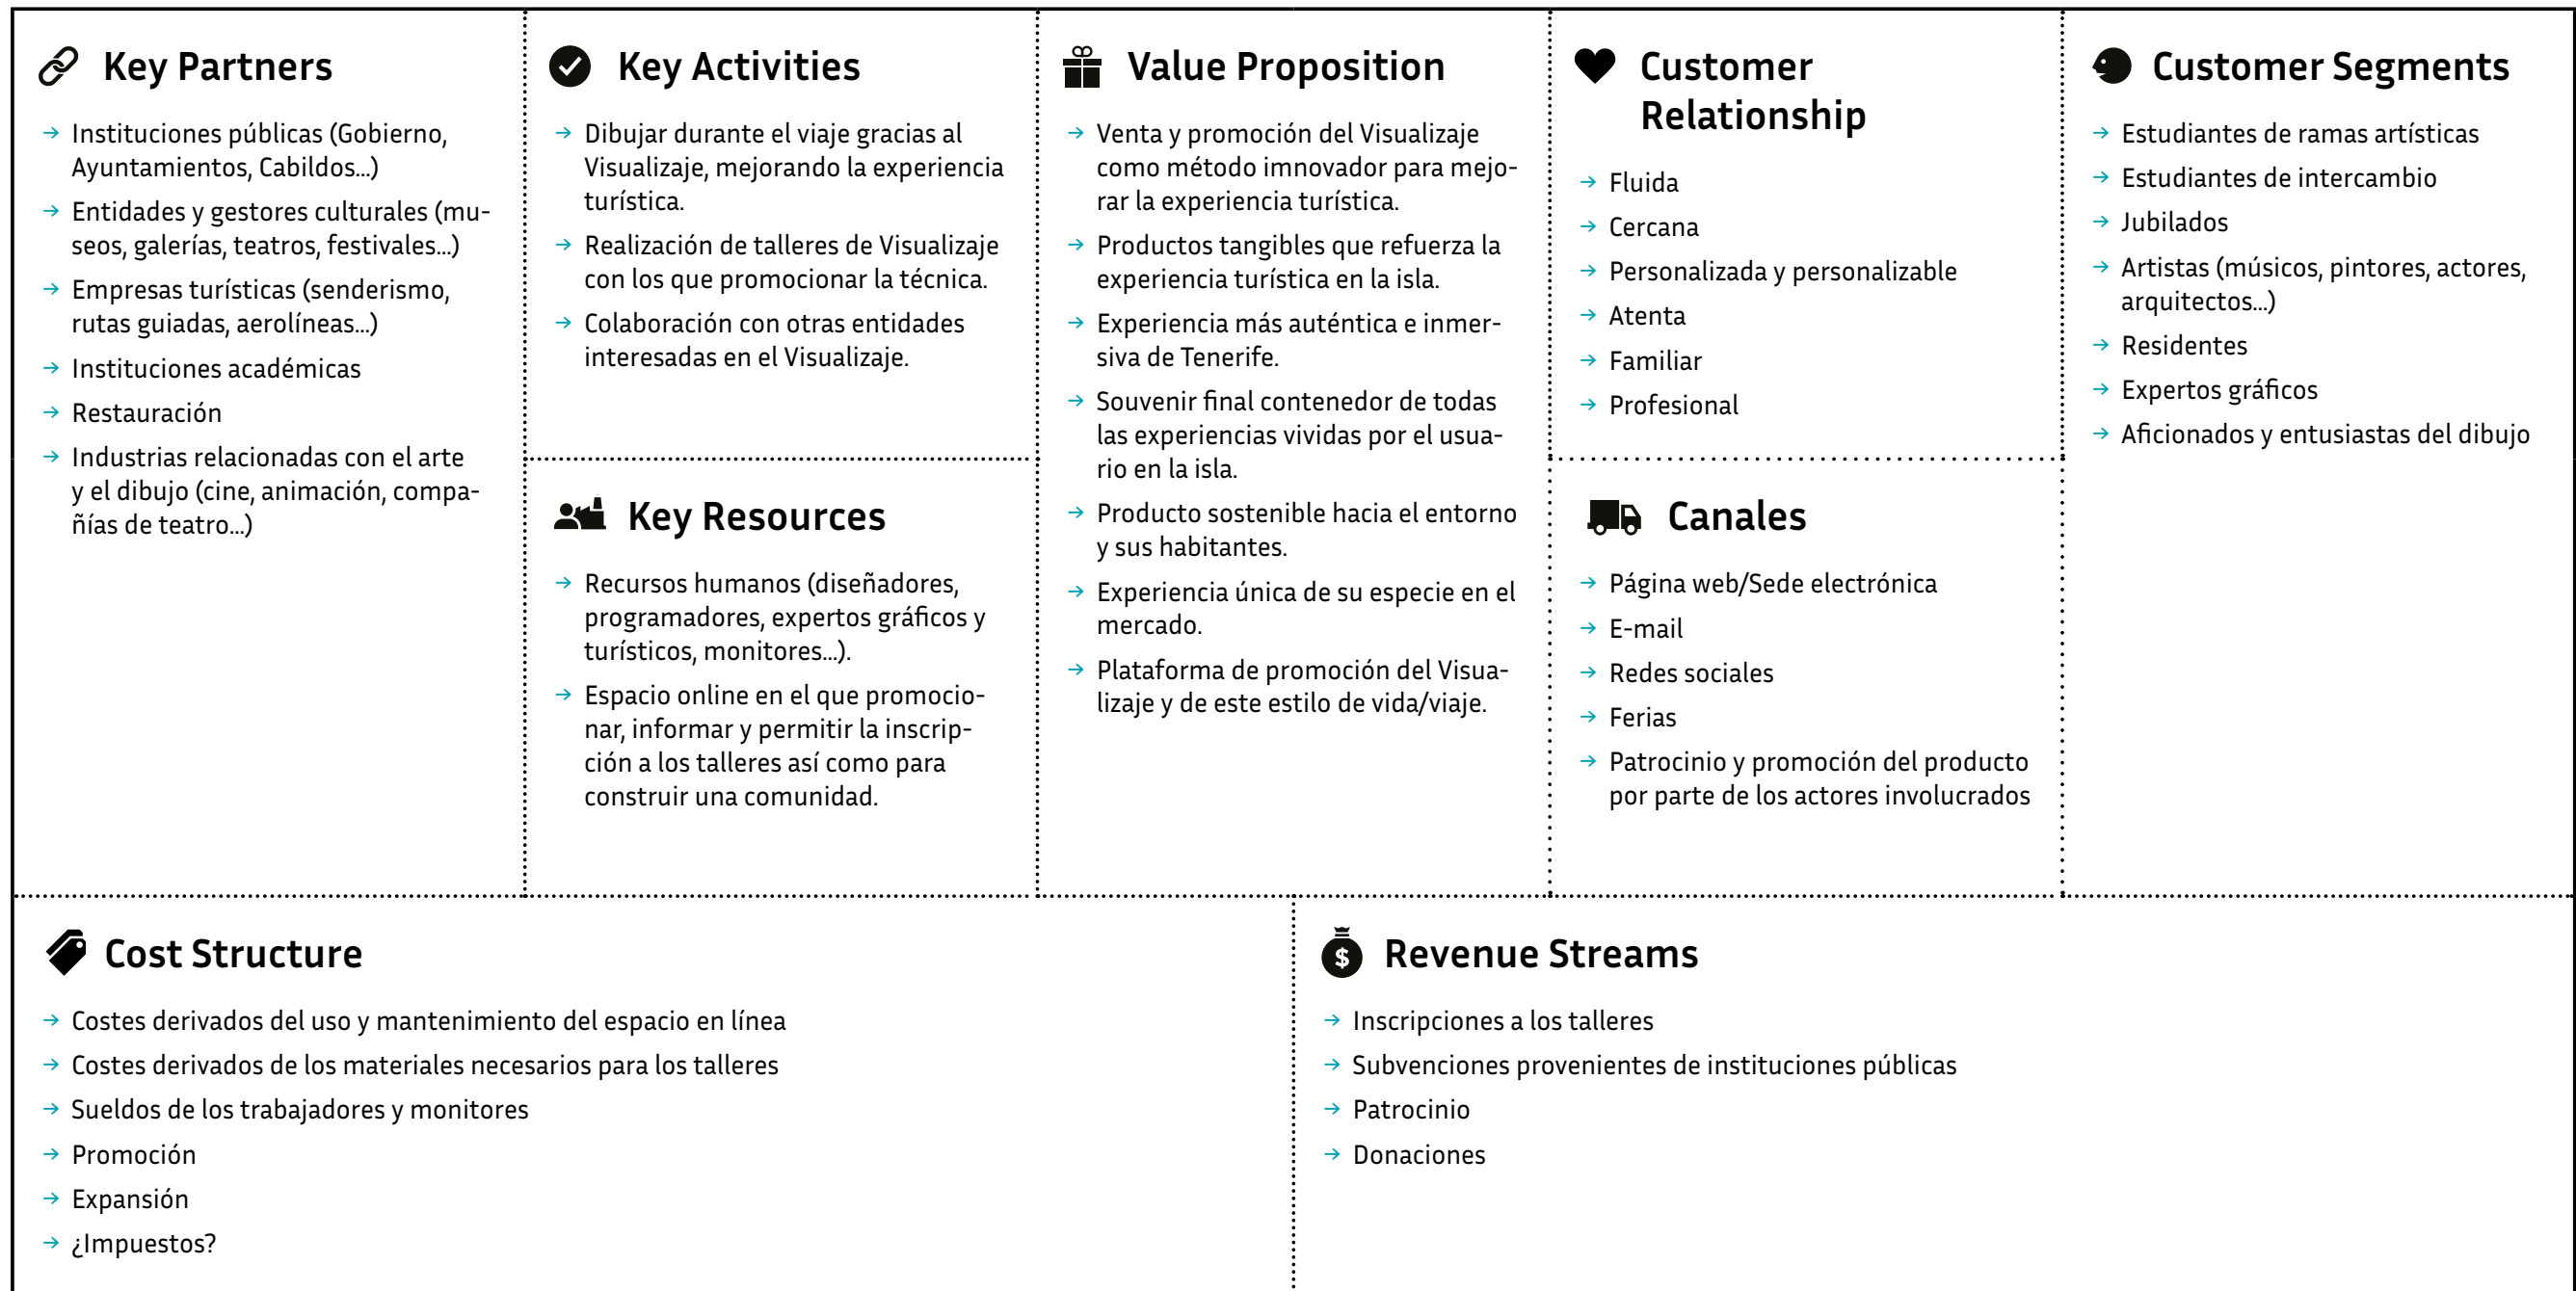 Key Partners
→ Instituciones públicas (Gobierno,
Ayuntamientos, Cabildos...)
→ Entidades y gestores culturales (mu-
seos, galerías, teatros, festivales...)
→ Empresas turísticas (senderismo,
rutas guiadas, aerolíneas...)
→ Instituciones académicas
→ Restauración
→ Industrias relacionadas con el arte
y el dibujo (cine, animación, compa-
ñías de teatro...)
Key Activities
→ Dibujar durante el viaje gracias al
Visualizaje, mejorando la experiencia
turística.
→ Realización de talleres de Visualizaje
con los que promocionar la técnica.
→ Colaboración con otras entidades
interesadas en el Visualizaje.
Key Resources
→ Recursos humanos (diseñadores,
programadores, expertos gráficos y
turísticos, monitores...).
→ Espacio online en el que promocio-
nar, informar y permitir la inscrip-
ción a los talleres así como para
construir una comunidad.
Value Proposition
→ Venta y promoción del Visualizaje
como método imnovador para mejo-
rar la experiencia turística.
→ Productos tangibles que refuerza la
experiencia turística en la isla.
→ Experiencia más auténtica e inmer-
siva de Tenerife.
→ Souvenir final contenedor de todas
las experiencias vividas por el usua-
rio en la isla.
→ Producto sostenible hacia el entorno
y sus habitantes.
→ Experiencia única de su especie en el
mercado.
→ Plataforma de promoción del Visua-
lizaje y de este estilo de vida/viaje.
Customer
Relationship
→ Fluida
→ Cercana
→ Personalizada y personalizable
→ Atenta
→ Familiar
→ Profesional
Canales
→ Página web/Sede electrónica
→ E-mail
→ Redes sociales
→ Ferias
→ Patrocinio y promoción del producto
por parte de los actores involucrados
Customer Segments
→ Estudiantes de ramas artísticas
→ Estudiantes de intercambio
→ Jubilados
→ Artistas (músicos, pintores, actores,
arquitectos...)
→ Residentes
→ Expertos gráficos
→ Aficionados y entusiastas del dibujo
Cost Structure
→ Costes derivados del uso y mantenimiento del espacio en línea
→ Costes derivados de los materiales necesarios para los talleres
→ Sueldos de los trabajadores y monitores
→ Promoción
→ Expansión
→ ¿Impuestos?
$ Revenue Streams
→ Inscripciones a los talleres
→ Subvenciones provenientes de instituciones públicas
→ Patrocinio
→ Donaciones